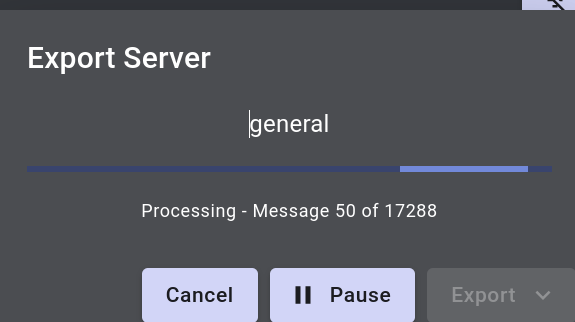 Export Server
general
Processing - Message 50 of 17288
Cancel
Pause
Export